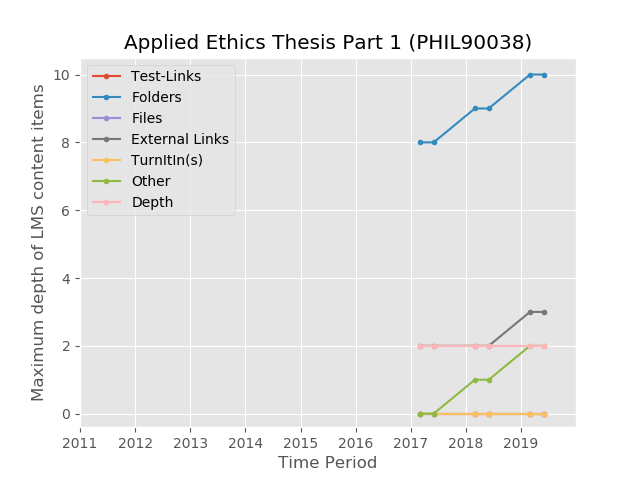 Applied Ethics Thesis Part 1 (PHIL90038)
Test-Links
Folders
Files
External Links
TurnItIn(s)
Other
Depth
Maximum depth of LMS content items
10
8
6
4
2
0
2011 2012 2013 2014 2015 2016 2017 2018 2019
Time Period